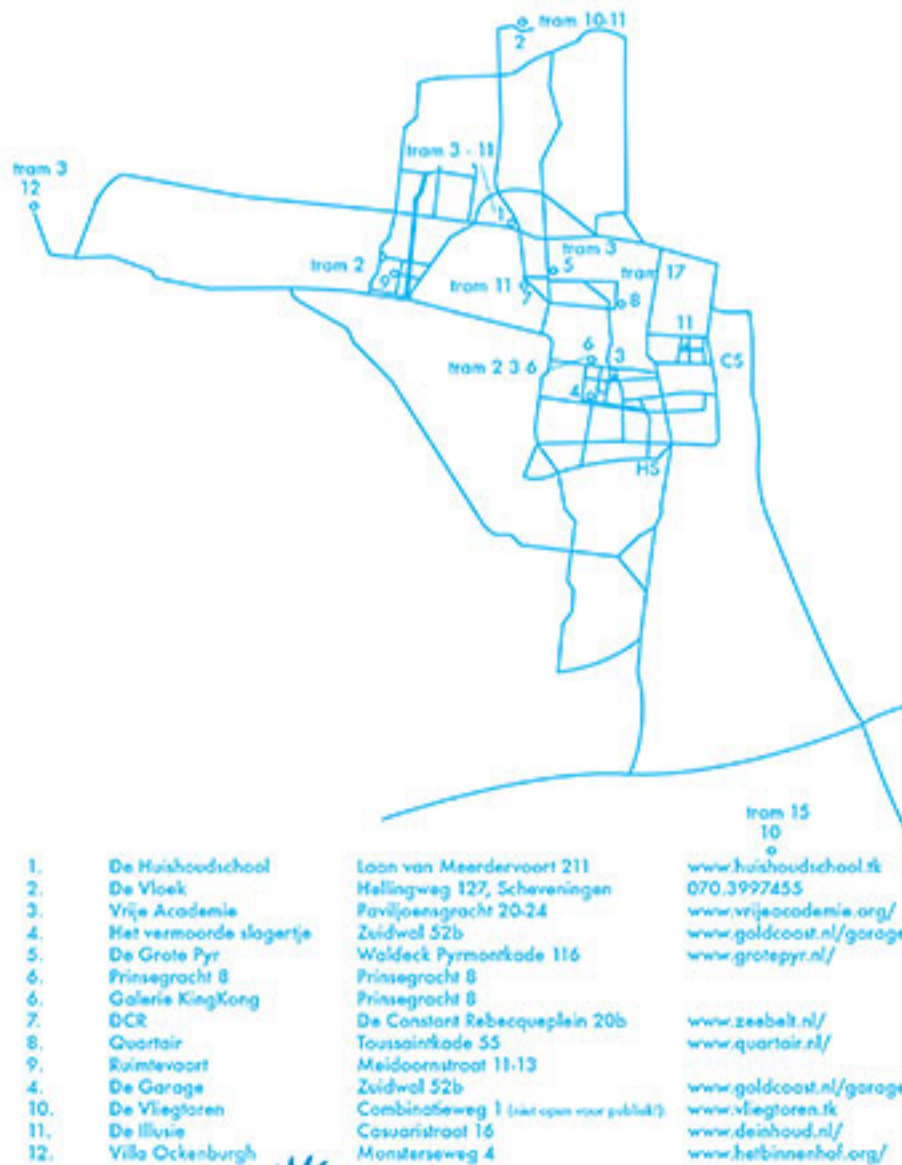 tram 10-11
2
tram 3 - 11
tram 3
12
1
tram 3
tram 2
5
tram 17
tram 11
9
7
8
11
6
3
CS
tram 2 3 6
4
HS
tram 15
10
1. De Huishoudschool Laan van Meerdervoort 211 www.huishoudschool.tk
2. De Vloek Hellingweg 127, Scheveningen 070.3997455
3. Vrije Academie Paviljoensgracht 20-24 www.vrijeacademie.org/
4. Het vermoorde slagertje Zuidwal 52b www.goldcoast.nl/garage
5. De Grote Pyr Waldeck Pyrmontkade 116 www.grotepyr.nl/
6. Prinsegracht 8 Prinsegracht 8
6. Galerie KingKong Prinsegracht 8
7. DCR De Constant Rebecqueplein 20b www.zeebelt.nl/
8. Quartair Toussaintkade 55 www.quartair.nl/
9. Ruimtevaart Meidoornstraat 11-13
4. De Garage Zuidwal 52b www.goldcoast.nl/garage
10. De Vliegtoren Combinatieweg 1 (niet open voor publiek!): www.vliegtoren.tk
11. De Illusie Casuaristraat 16 www.deinhoud.nl/
12. Villa Ockenburgh Monsterseweg 4 www.hetbinnenhof.org/